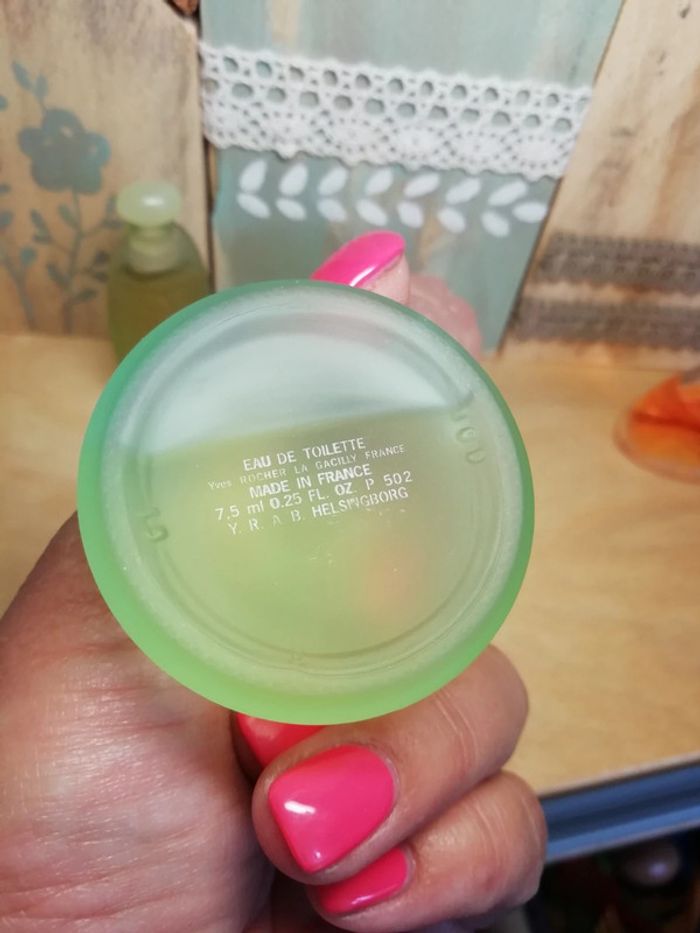 EAU DE TOILETTE
Yves ROCHER LA GACILLY FRANCE
MADE IN FRANCE
7.5 ml 0.25 FL. OZ. P 502
Y. R. A. B. HELSINGBORG